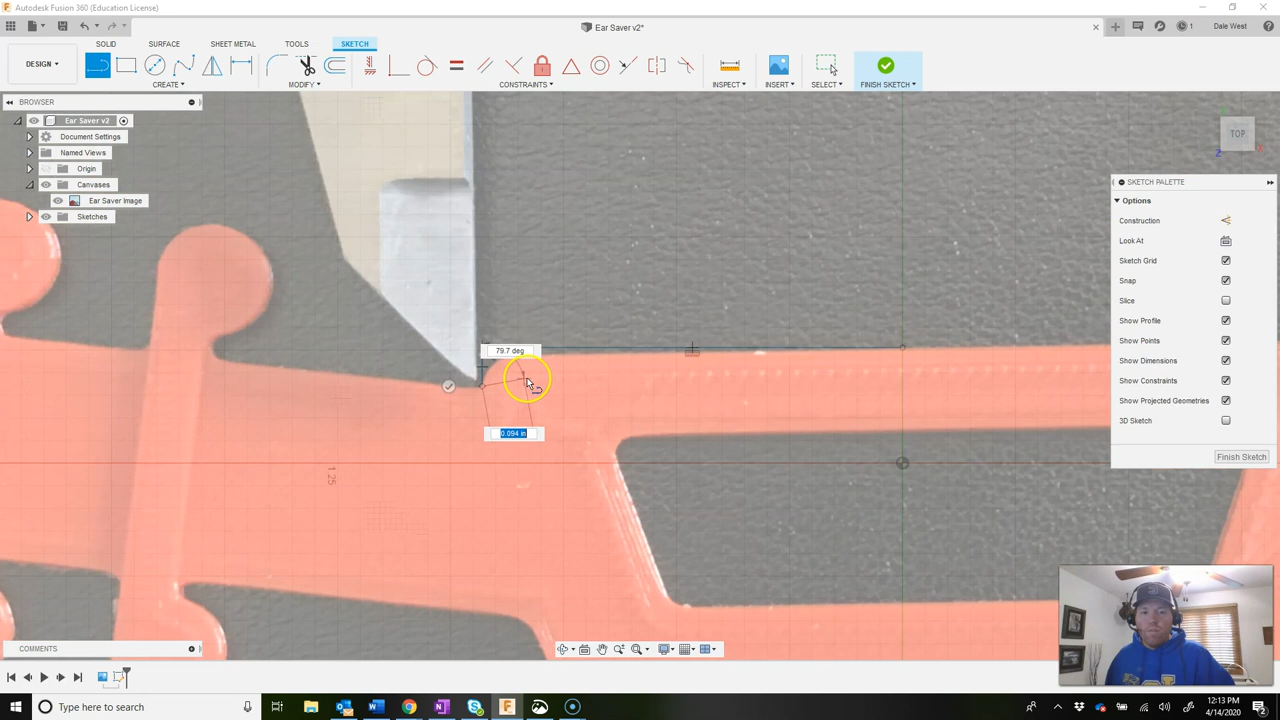 Autodesk Fusion 360 (Education License)
Ear Saver v2*
1
Dale West
DESIGN
SOLID
SURFACE
SHEET METAL
TOOLS
SKETCH
CREATE
MODIFY
CONSTRAINTS
INSPECT
INSERT
SELECT
FINISH SKETCH
BROWSER
Ear Saver v2
Document Settings
Named Views
Origin
Canvases
Ear Saver Image
Sketches
TOP
X
Z
SKETCH PALETTE
Options
Construction
Look At
Sketch Grid
Snap
Slice
Show Profile
Show Points
Show Dimensions
Show Constraints
Show Projected Geometries
3D Sketch
Finish Sketch
79.7 deg
0.094 in
1.25
COMMENTS
Type here to search
12:13 PM
4/14/2020